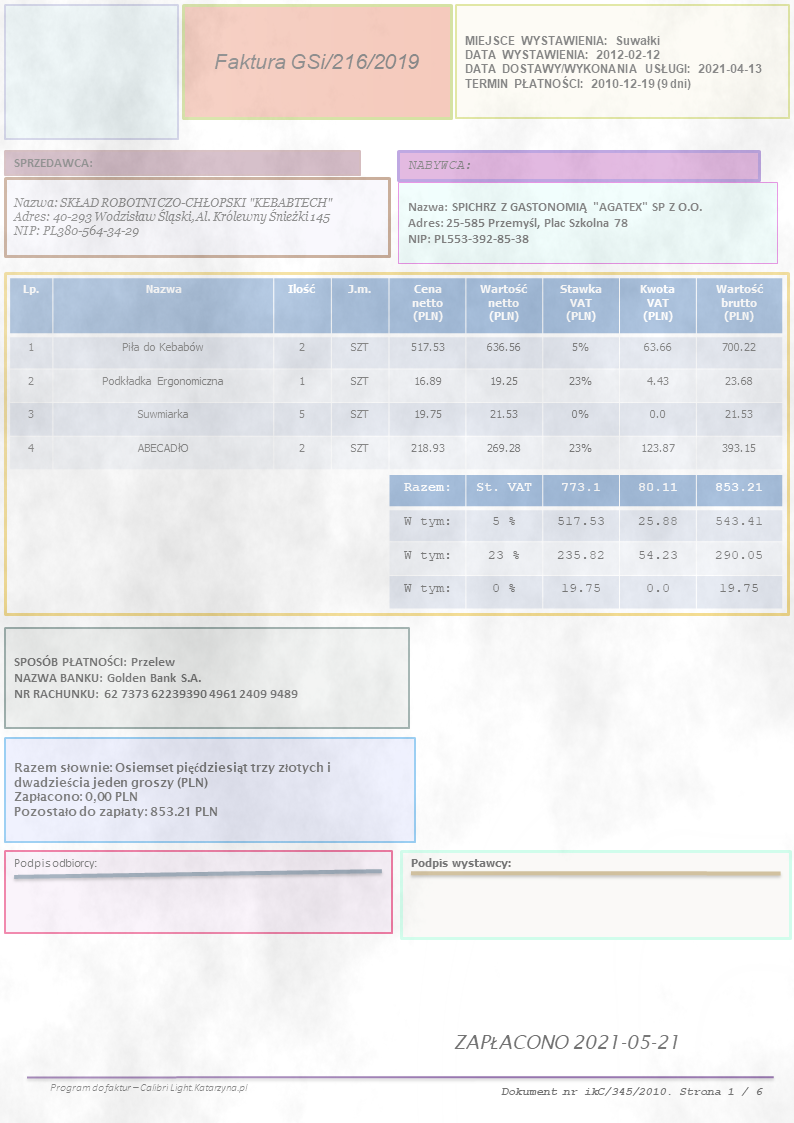 Faktura GSi/216/2019
MIEJSCE WYSTAWIENIA: Suwałki
DATA WYSTAWIENIA: 2012-02-12
DATA DOSTAWY/WYKONANIA USŁUGI: 2021-04-13
TERMIN PŁATNOŚCI: 2010-12-19 (9 dni)
SPRZEDAWCA:
Nazwa: SKŁAD ROBOTNICZO-CHŁOPSKI "KEBABTECH"
Adres: 40-293 Wodzisław Śląski, Al. Królewny Śnieżki 145
NIP: PL380-564-34-29
NABYWCA:
Nazwa: SPICHRZ Z GASTONOMIĄ "AGATEX" SP Z O.O.
Adres: 25-585 Przemyśl, Plac Szkolna 78
NIP: PL553-392-85-38
Lp. Nazwa Ilość J.m. Cena netto (PLN) Wartość netto (PLN) Stawka VAT (PLN) Kwota VAT (PLN) Wartość brutto (PLN)
1 Piła do Kebabów 2 SZT 517.53 636.56 5% 63.66 700.22
2 Podkładka Ergonomiczna 1 SZT 16.89 19.25 23% 4.43 23.68
3 Suwmiarka 5 SZT 19.75 21.53 0% 0.0 21.53
4 ABECADłO 2 SZT 218.93 269.28 23% 123.87 393.15
Razem: St. VAT 773.1 80.11 853.21
W tym: 5 % 517.53 25.88 543.41
W tym: 23 % 235.82 54.23 290.05
W tym: 0 % 19.75 0.0 19.75
SPOSÓB PŁATNOŚCI: Przelew
NAZWA BANKU: Golden Bank S.A.
NR RACHUNKU: 62 7373 62239390 4961 2409 9489
Razem słownie: Osiemset pięćdziesiąt trzy złotych i
dwadzieścia jeden groszy (PLN)
Zapłacono: 0,00 PLN
Pozostało do zapłaty: 853.21 PLN
Podpis odbiorcy:
Podpis wystawcy:
ZAPŁACONO 2021-05-21
Program do faktur – Calibri Light.Katarzyna.pl
Dokument nr ikC/345/2010. Strona 1 / 6